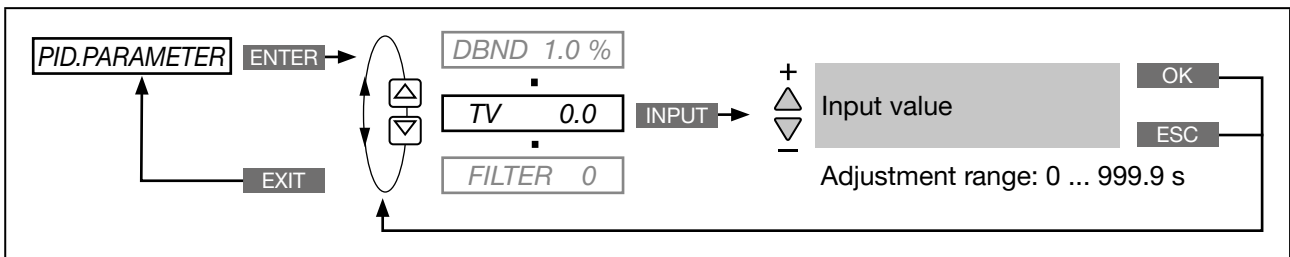 PID.PARAMETER
ENTER
DBND 1.0 %
TV 0.0
FILTER 0
INPUT
+
–
Input value
OK
ESC
Adjustment range: 0 ... 999.9 s
EXIT